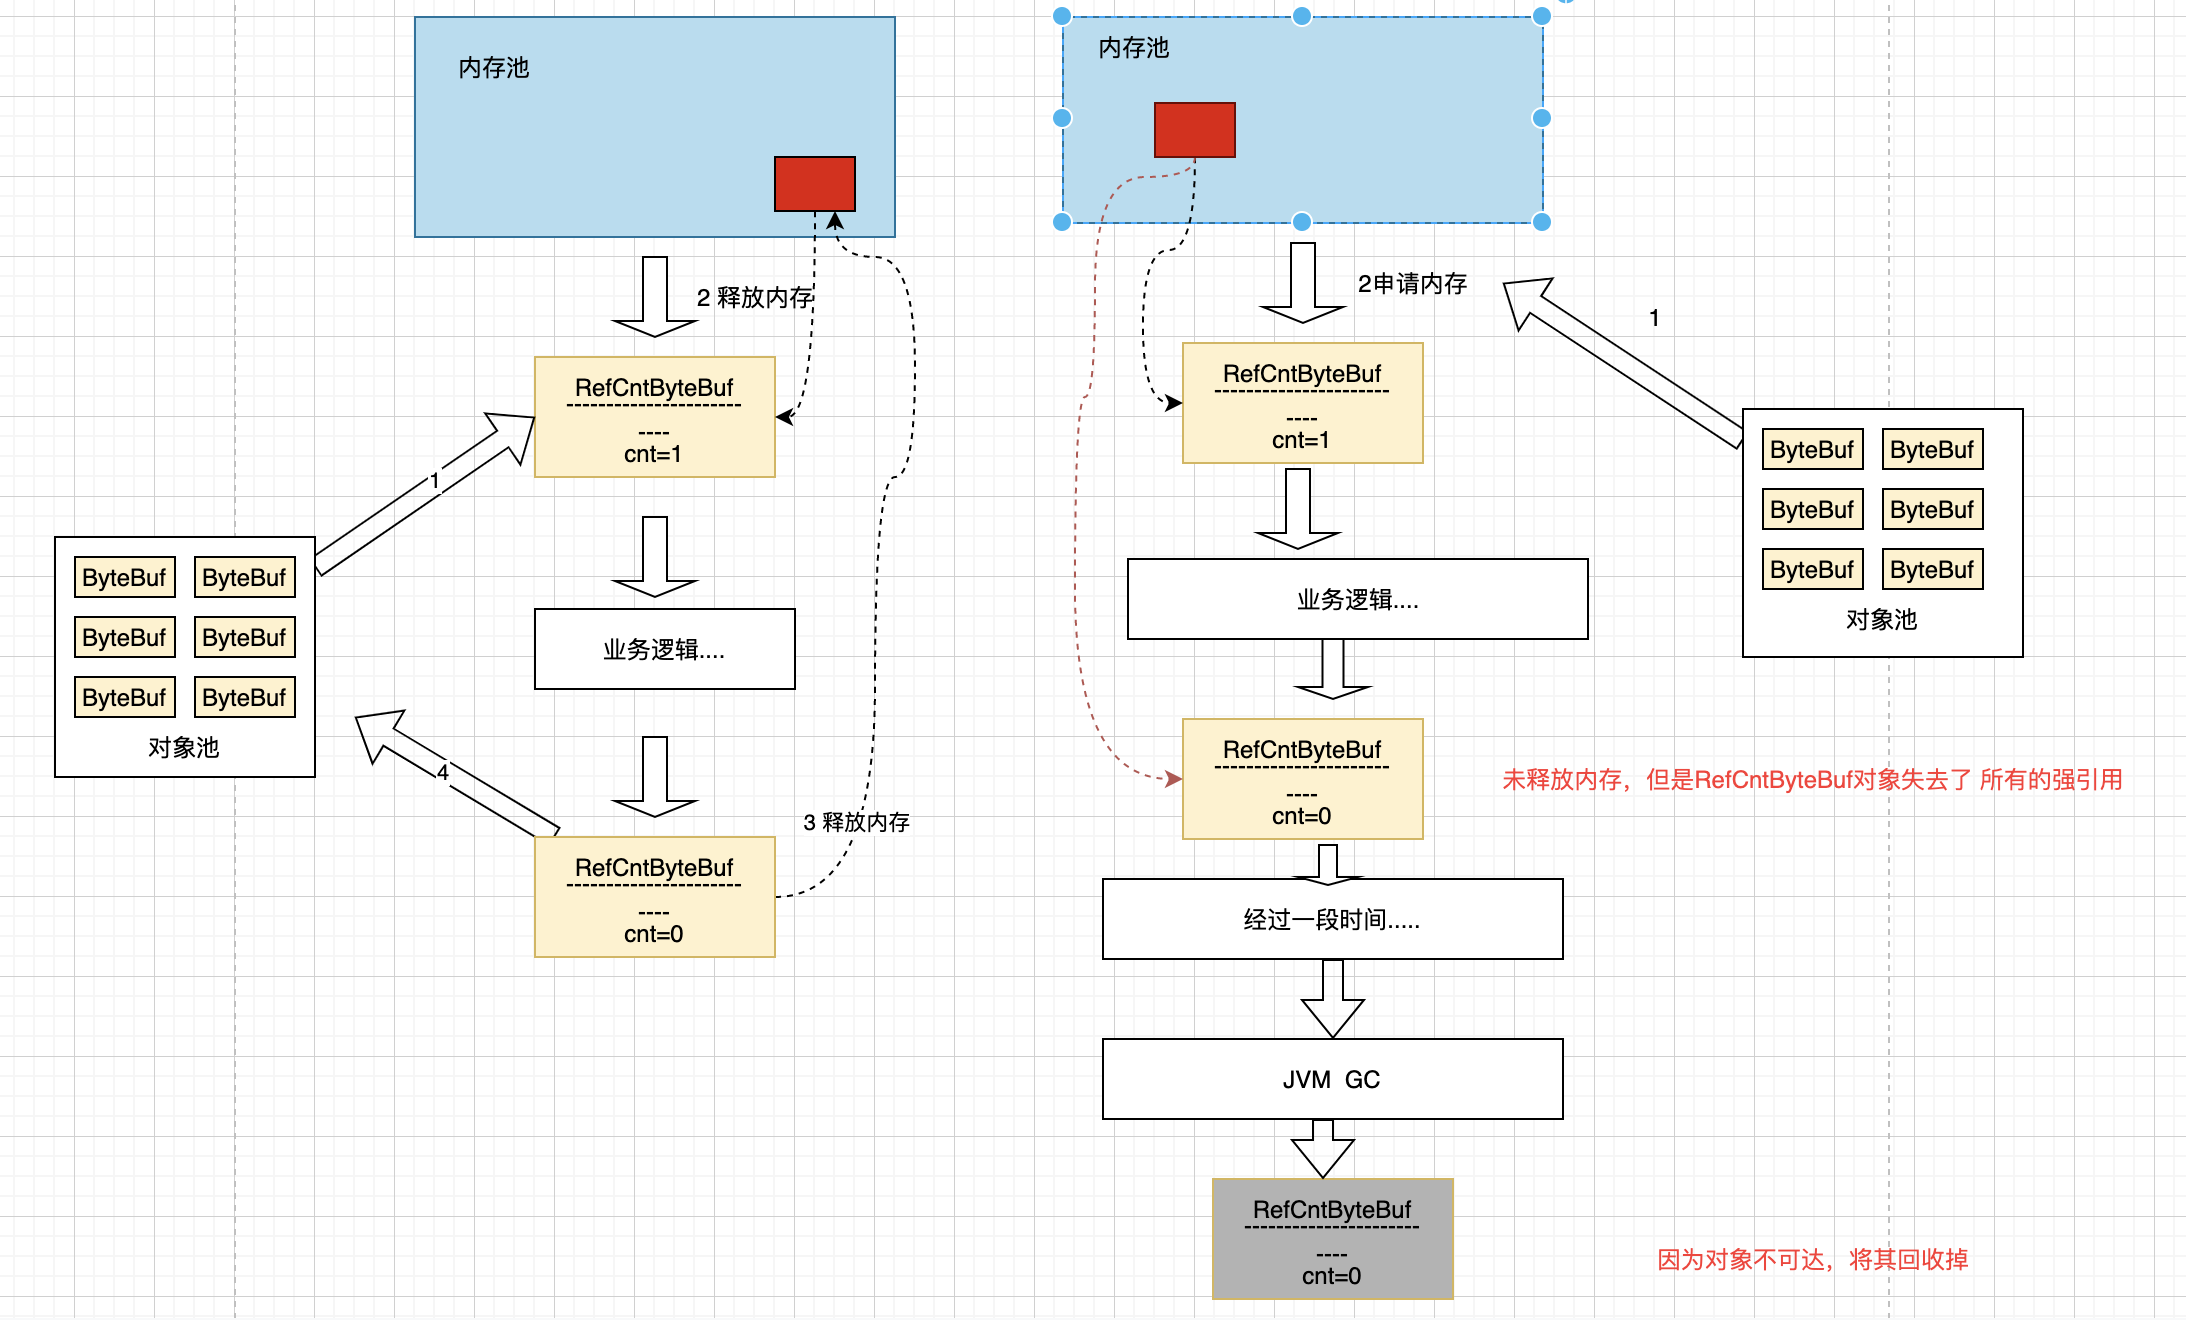 内存池
2 释放内存
RefCntByteBuf
----
cnt=1
1
业务逻辑....
ByteBuf ByteBuf
ByteBuf ByteBuf
ByteBuf ByteBuf
对象池
4
3 释放内存
RefCntByteBuf
----
cnt=0
内存池
2申请内存
1
RefCntByteBuf
----
cnt=1
ByteBuf ByteBuf
ByteBuf ByteBuf
ByteBuf ByteBuf
对象池
业务逻辑....
RefCntByteBuf
----
cnt=0
未释放内存，但是RefCntByteBuf对象失去了 所有的强引用
经过一段时间.....
JVM GC
RefCntByteBuf
----
cnt=0
因为对象不可达，将其回收掉